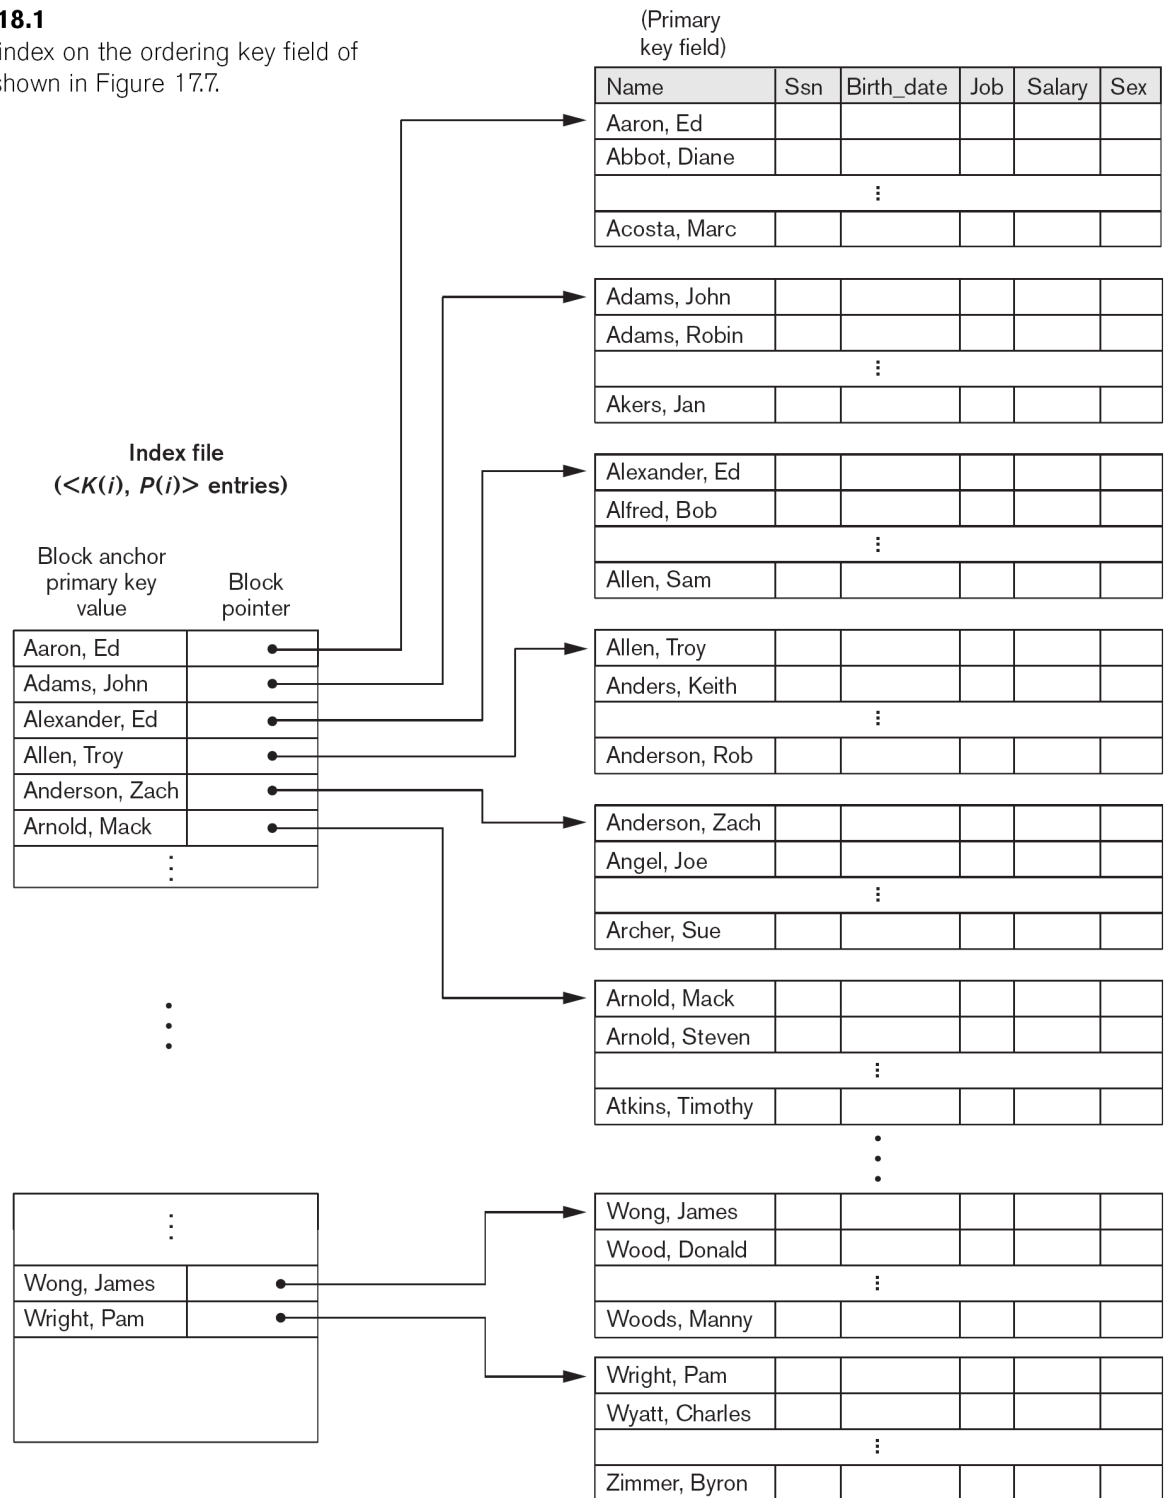 18.1
index on the ordering key field of
shown in Figure 17.7.
(Primary
key field)
Name Ssn Birth_date Job Salary Sex
Aaron, Ed
Abbot, Diane
Acosta, Marc
Adams, John
Adams, Robin
Akers, Jan
Alexander, Ed
Alfred, Bob
Allen, Sam
Allen, Troy
Anders, Keith
Anderson, Rob
Anderson, Zach
Angel, Joe
Archer, Sue
Arnold, Mack
Arnold, Steven
Atkins, Timothy
Wong, James
Wood, Donald
Woods, Manny
Wright, Pam
Wyatt, Charles
Zimmer, Byron
Index file
(<K(i), P(i)> entries)
Block anchor
primary key
value
Block
pointer
Aaron, Ed
Adams, John
Alexander, Ed
Allen, Troy
Anderson, Zach
Arnold, Mack
Wong, James
Wright, Pam